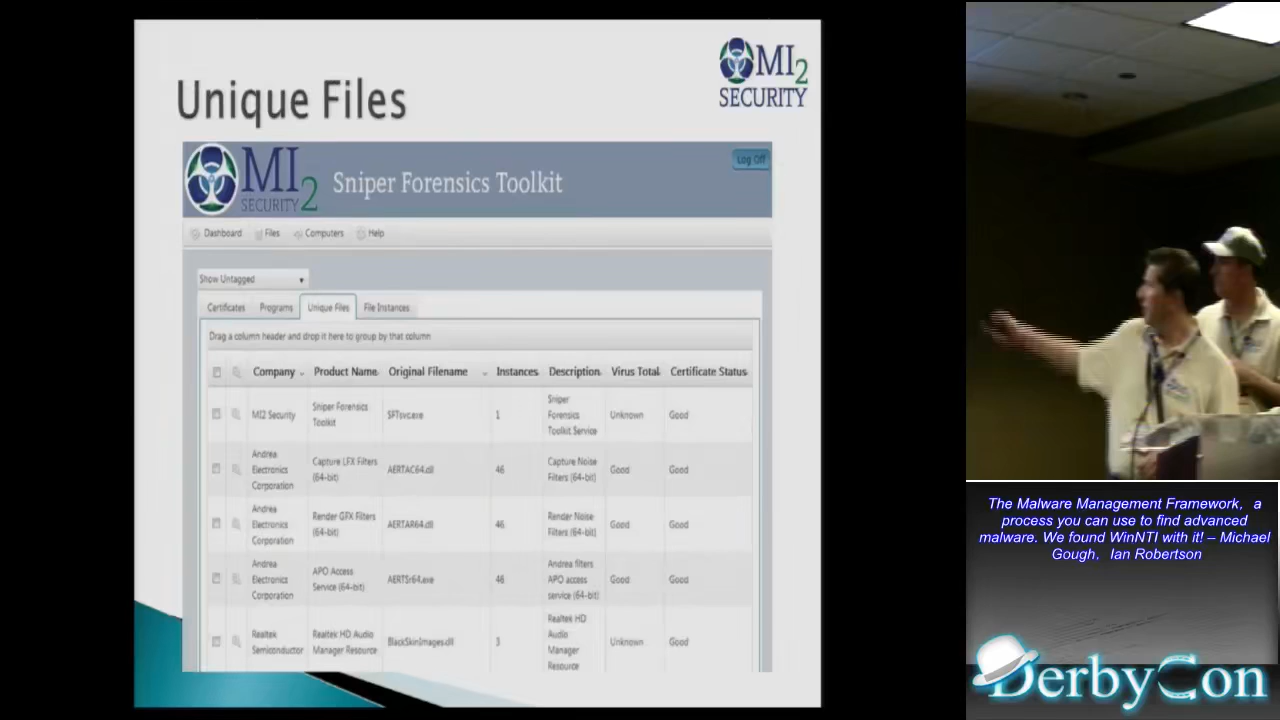 Unique Files
MI2
SECURITY
MI2
SECURITY
Sniper Forensics Toolkit
Log Off
Dashboard Files Computers Help
Show Untagged
Certificates Programs Unique Files File Instances
Drag a column header and drop it here to group by that column
Company Product Name Original Filename Instances Description Virus Total Certificate Status
MI2 Security
Sniper Forensics
Toolkit
SFTsvc.exe
1
Sniper
Forensics
Toolkit Service
Unknown
Good
Andrea
Electronics
Corporation
Capture LFX Filters
(64-bit)
AERTAC64.dll
46
Capture Noise
Filters (64-bit)
Good
Good
Andrea
Electronics
Corporation
Render GFX Filters
(64-bit)
AERTAR64.dll
46
Render Noise
Filters (64-bit)
Good
Good
Andrea
Electronics
Corporation
APO Access
Service (64-bit)
AERTSr64.exe
46
Andrea filters
APO access
service (64-bit)
Good
Good
Realtek
Semiconductor
Realtek HD Audio
Manager Resource
BlackSkinImages.dll
3
Realtek HD
Audio
Manager
Resource
Unknown
Good
The Malware Management Framework, a
process you can use to find advanced
malware. We found WinNTI with it! – Michael
Gough, Ian Robertson
DerbyCon